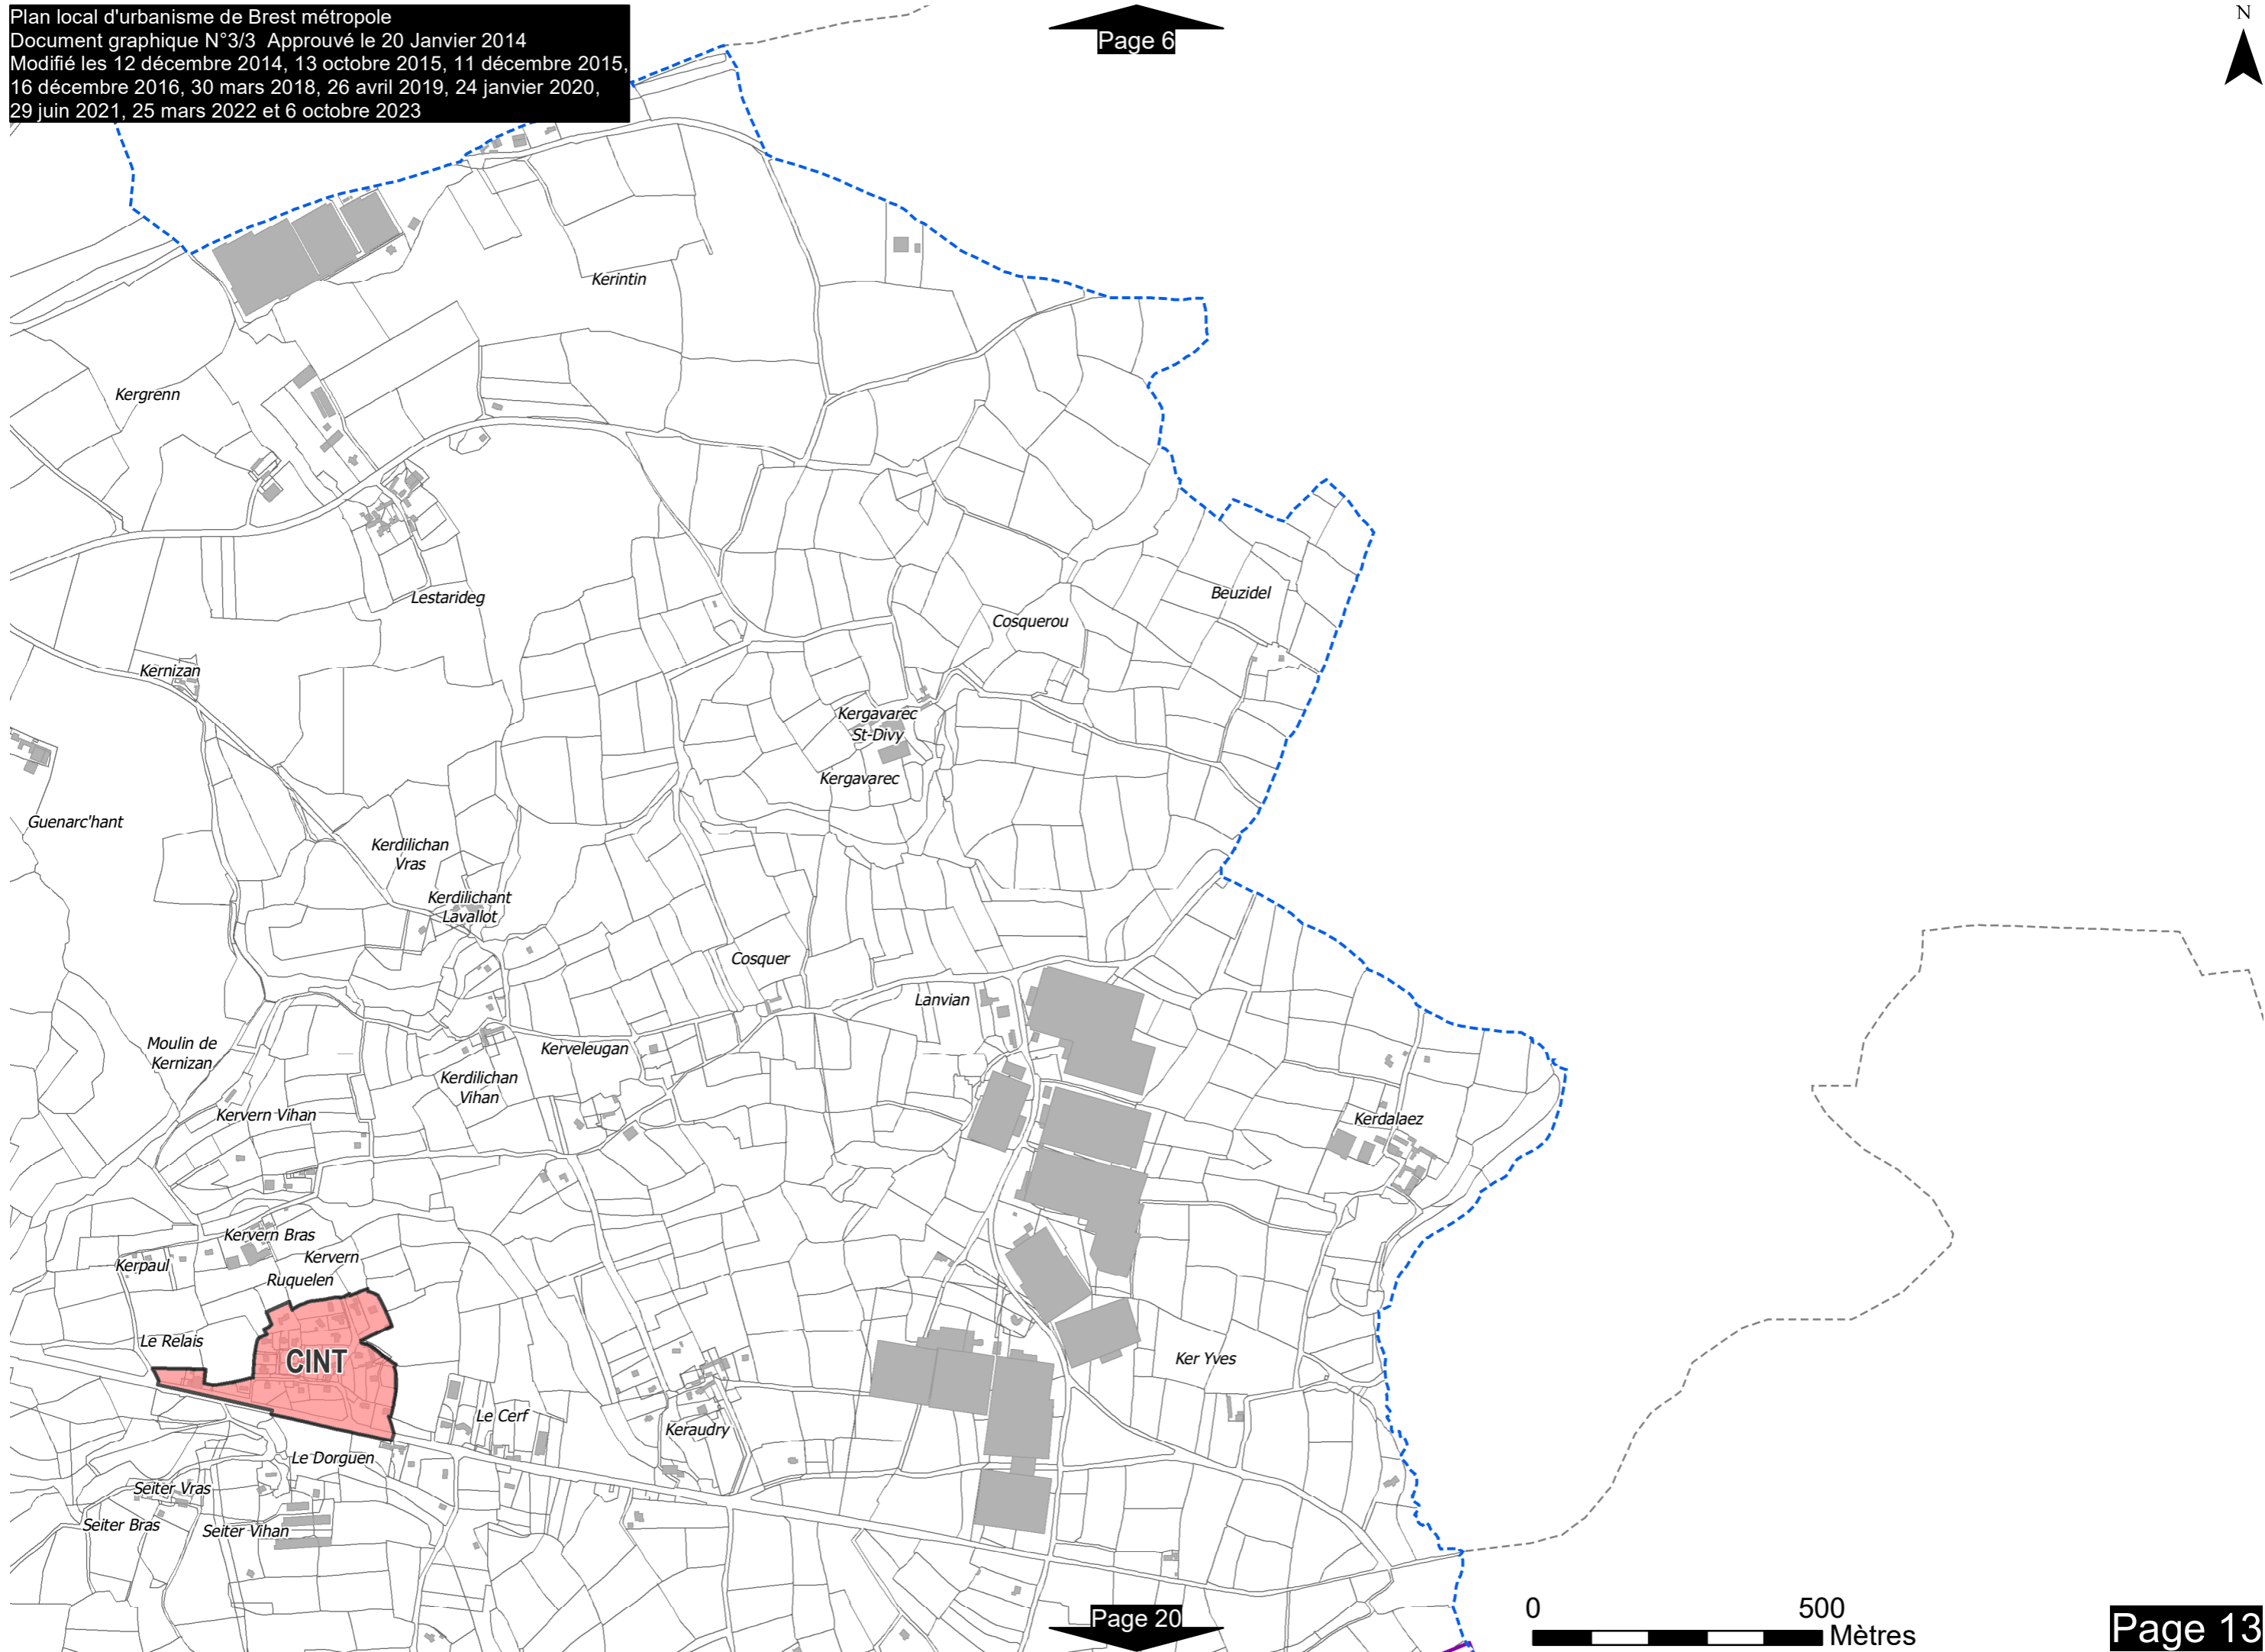 Plan local d'urbanisme de Brest métropole
Document graphique N°3/3 Approuvé le 20 Janvier 2014
Modifié les 12 décembre 2014, 13 octobre 2015, 11 décembre 2015,
16 décembre 2016, 30 mars 2018, 26 avril 2019, 24 janvier 2020,
29 juin 2021, 25 mars 2022 et 6 octobre 2023
Page 6
N
Kerintin
Kergrenn
Lestarideg
Beuzidel
Cosquerou
Kernizan
Kergavarec
St-Divy
Kergavarec
Guenarc'hant
Kerdilichan
Vras
Kerdilichant
Lavallot
Cosquer
Lanvian
Moulin de
Kernizan
Kerveleugan
Kerdilichan
Vihan
Kervern Vihan
Kerdalaez
Kervern Bras
Kervern
Kerpaul
Ruquelen
Le Relais
CINT
Ker Yves
Le Cerf
Keraudry
Le Dorguen
Seiter Vras
Seiter Bras
Seiter Vihan
Page 20
0
500
Mètres
Page 13